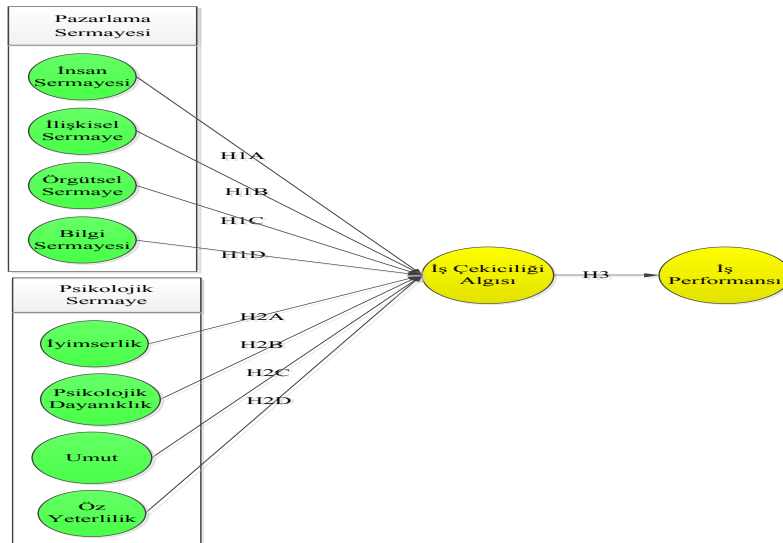 Pazarlama
Sermayesi
İnsan
Sermayesi
İlişkisel
Sermaye
Örgütsel
Sermaye
Bilgi
Sermayesi
H1A
H1B
H1C
H1D
Psikolojik
Sermaye
İyimserlik
Psikolojik
Dayanıklık
Umut
Öz
Yeterlilik
H2A
H2B
H2C
H2D
İş Çekiciliği
Algısı
H3
İş
Performansı